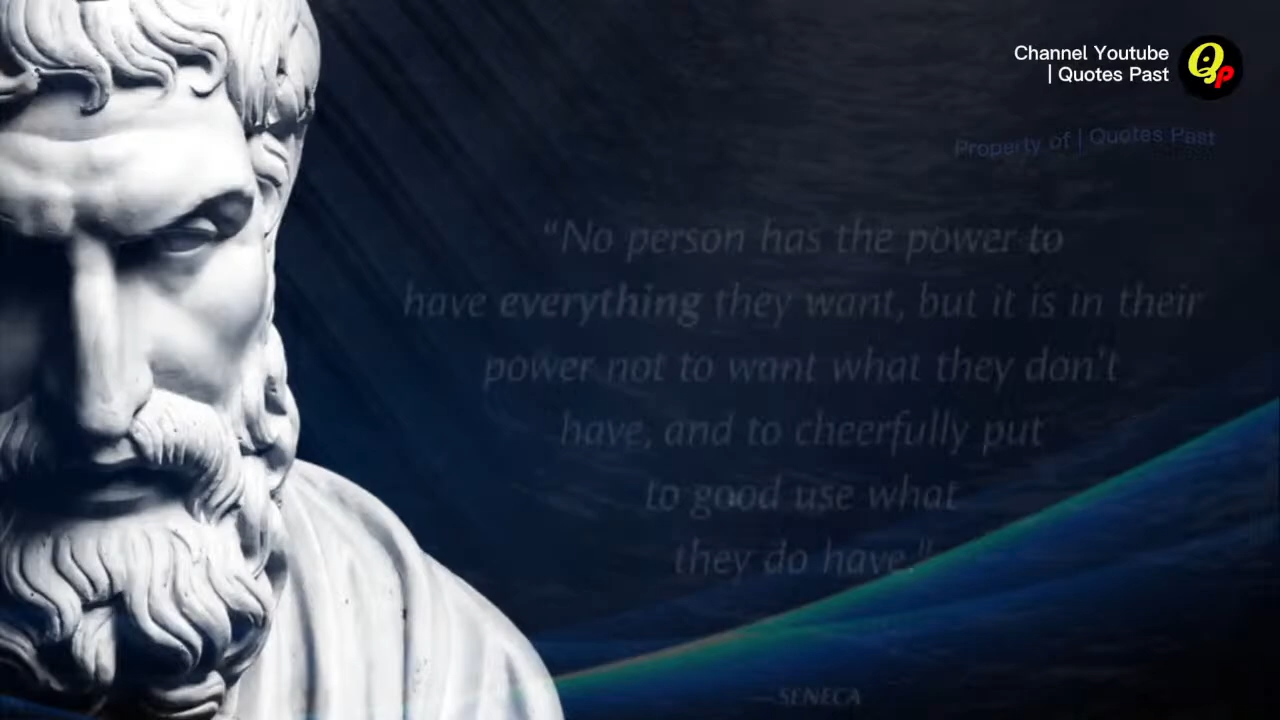 Channel Youtube
| Quotes Past
Property of | Quotes Past
“No person has the power to
have everything they want, but it is in their
power not to want what they don't
have, and to cheerfully put
to good use what
they do have.”
—SENECA